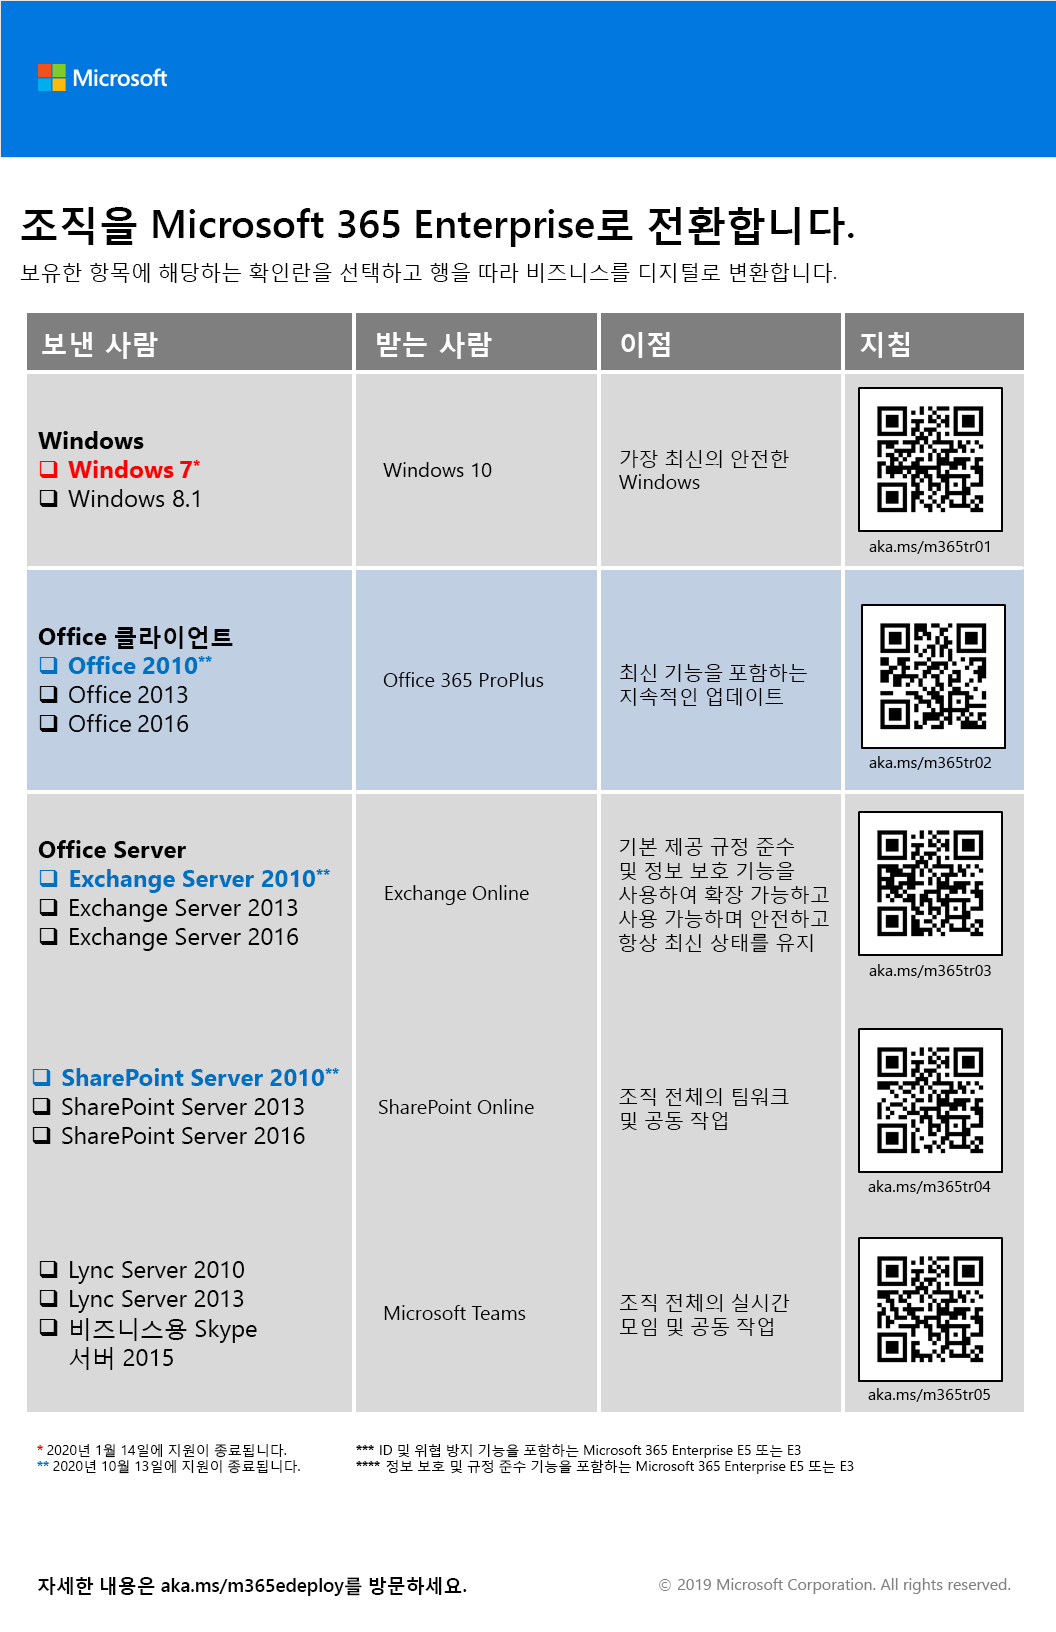 Microsoft
조직을 Microsoft 365 Enterprise로 전환합니다.
보유한 항목에 해당하는 확인란을 선택하고 행을 따라 비즈니스를 디지털로 변환합니다.
보낸 사람
받는 사람
이점
지침
Windows
Windows 7*
Windows 8.1
Windows 10
가장 최신의 안전한
Windows
aka.ms/m365tr01
Office 클라이언트
Office 2010**
Office 2013
Office 2016
Office 365 ProPlus
최신 기능을 포함하는
지속적인 업데이트
aka.ms/m365tr02
Office Server
Exchange Server 2010**
Exchange Server 2013
Exchange Server 2016
Exchange Online
기본 제공 규정 준수
및 정보 보호 기능을
사용하여 확장 가능하고
사용 가능하며 안전하고
항상 최신 상태를 유지
aka.ms/m365tr03
SharePoint Server 2010**
SharePoint Server 2013
SharePoint Server 2016
SharePoint Online
조직 전체의 팀워크
및 공동 작업
aka.ms/m365tr04
Lync Server 2010
Lync Server 2013
비즈니스용 Skype
서버 2015
Microsoft Teams
조직 전체의 실시간
모임 및 공동 작업
aka.ms/m365tr05
* 2020년 1월 14일에 지원이 종료됩니다.
** 2020년 10월 13일에 지원이 종료됩니다.
*** ID 및 위협 방지 기능을 포함하는 Microsoft 365 Enterprise E5 또는 E3
**** 정보 보호 및 규정 준수 기능을 포함하는 Microsoft 365 Enterprise E5 또는 E3
자세한 내용은 aka.ms/m365edeploy를 방문하세요.
© 2019 Microsoft Corporation. All rights reserved.